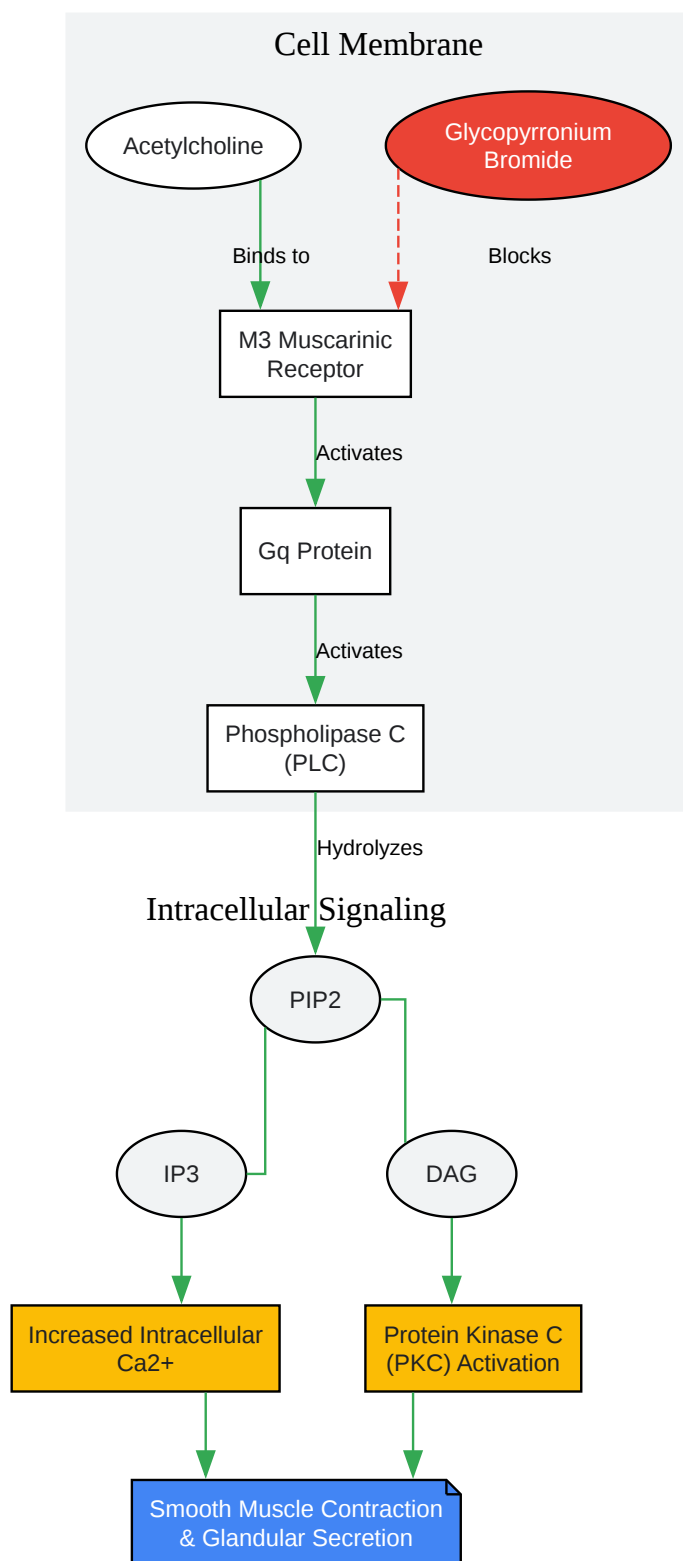 Cell Membrane
Acetylcholine
Glycopyrronium
Bromide
Binds to
Blocks
M3 Muscarinic
Receptor
Activates
Gq Protein
Activates
Phospholipase C
(PLC)
Hydrolyzes
Intracellular Signaling
PIP2
IP3
DAG
Increased Intracellular
Ca2+
Protein Kinase C
(PKC) Activation
Smooth Muscle Contraction
& Glandular Secretion